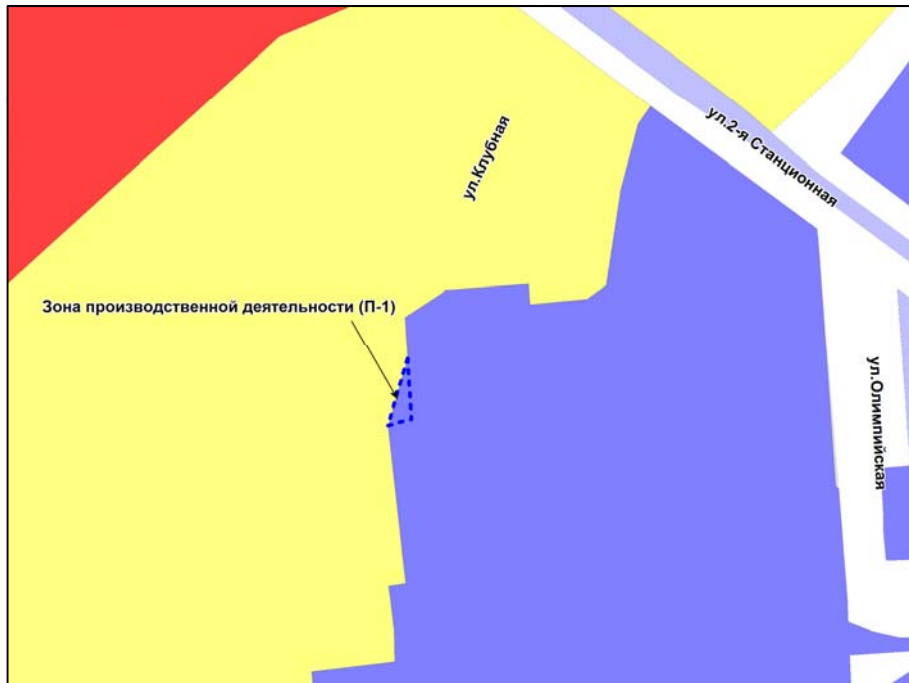 ул.Клубная
ул.2-я Станционная
Зона производственной деятельности (П-1)
ул.Олимпийская